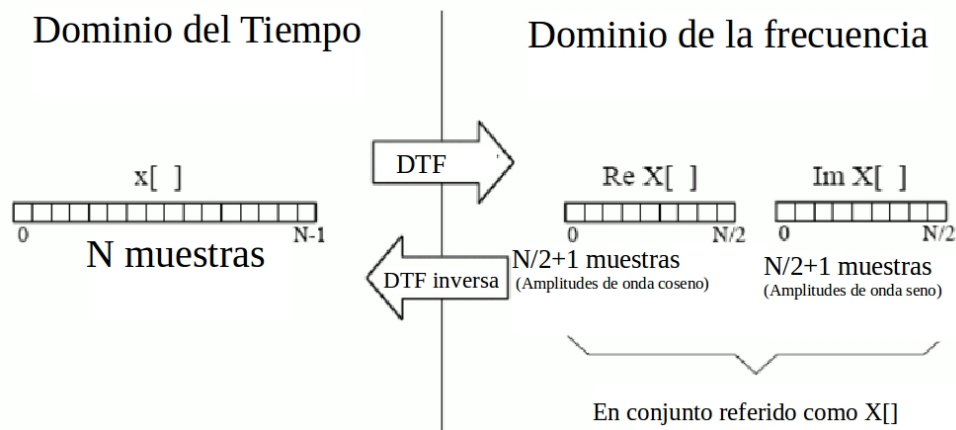 Dominio del Tiempo
Dominio de la frecuencia
DTF
x[ ]
Re X[ ]
Im X[ ]
0
N-1
0
N/2
0
N/2
N muestras
DTF inversa
N/2+1 muestras
(Amplitudes de onda coseno)
N/2+1 muestras
(Amplitudes de onda seno)
En conjunto referido como X[]